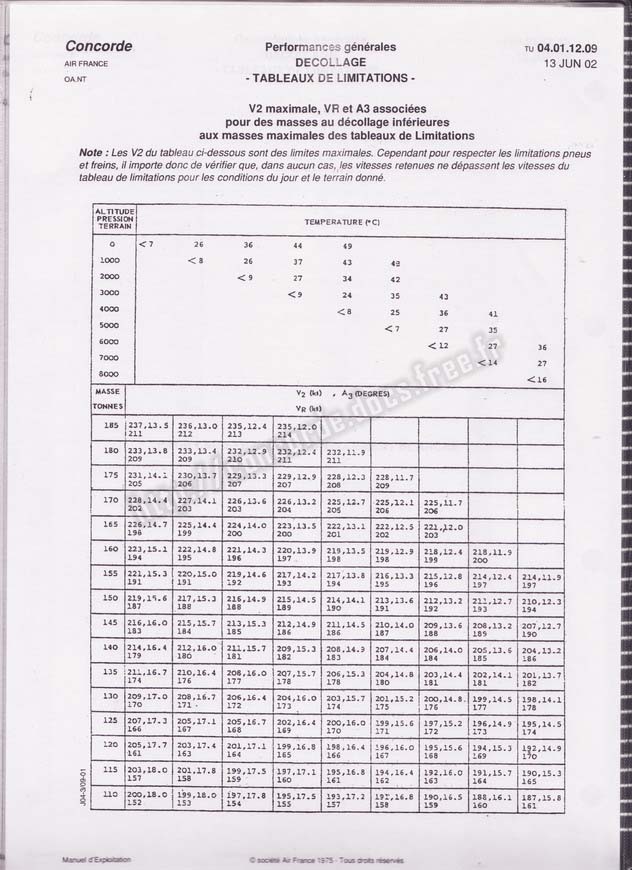 Concorde
AIR FRANCE
OA.NT
Performances générales
DECOLLAGE
- TABLEAUX DE LIMITATIONS -
TU 04.01.12.09
13 JUN 02
V2 maximale, VR et A3 associées
pour des masses au décollage inférieures
aux masses maximales des tableaux de Limitations
Note : Les V2 du tableau ci-dessous sont des limites maximales. Cependant pour respecter les limitations pneus
et freins, il importe donc de vérifier que, dans aucun cas, les vitesses retenues ne dépassent les vitesses du
tableau de limitations pour les conditions du jour et le terrain donné.
ALTITUDE
PRESSION
TERRAIN
TEMPERATURE (°C)
0 <7 26 36 44 49
1000 <8 26 37 43 49
2000 <9 27 34 42
3000 <9 24 35 43
4000 <8 25 36 41
5000 <7 27 35
6000 <12 27 36
7000 <14 27
8000 <16
MASSE
TONNES
V2 (kt) , A3 (DEGRES)
VR (kt)
185 237,13.5 236,13.0 235,12.4 235,12.0
211 212 213 214
180 233,13.8 233,13.4 232,12.9 232,12.4 232,11.9
209 209 210 211 211
175 231,14.1 230,13.7 229,13.3 229,12.9 228,12.3 228,11.7
205 206 207 207 208 209
170 228,14.4 227,14.1 226,13.6 226,13.2 225,12.7 225,12.1 225,11.7
202 203 203 204 205 206 206
165 226,14.7 225,14.4 224,14.0 223,13.5 222,13.1 222,12.5 221,12.0
198 199 200 200 201 202 203
160 223,15.1 222,14.8 221,14.3 220,13.9 219,13.5 219,12.9 218,12.4 218,11.9
194 195 196 197 198 198 199 200
155 221,15.3 220,15.0 219,14.6 217,14.2 217,13.8 216,13.3 215,12.8 214,12.4 214,11.9
191 191 192 193 194 195 196 197 197
150 219,15.6 217,15.3 216,14.9 215,14.5 214,14.1 213,13.6 212,13.2 211,12.7 210,12.3
187 188 188 189 190 191 192 193 194
145 216,16.0 215,15.7 213,15.3 212,14.9 211,14.5 210,14.0 209,13.6 208,13.2 207,12.7
183 184 185 186 186 187 188 189 190
140 214,16.4 212,16.0 211,15.7 209,15.3 208,14.9 207,14.4 206,14.0 205,13.6 204,13.2
179 180 181 182 183 184 184 185 186
135 211,16.7 210,16.4 208,16.0 207,15.7 206,15.3 204,14.8 203,14.4 202,14.1 201,13.7
174 176 177 178 178 180 181 181 182
130 209,17.0 208,16.7 206,16.4 204,16.0 203,15.7 201,15.2 200,14.8 199,14.5 198,14.1
170 171 172 173 174 175 176 177 178
125 207,17.3 205,17.1 205,16.7 202,16.4 200,16.0 199,15.6 197,15.2 196,14.9 195,14.5
166 167 168 169 170 171 172 173 174
120 205,17.7 203,17.4 201,17.1 199,16.8 198,16.4 196,16.0 195,15.6 194,15.3 192,14.9
161 163 164 165 166 167 168 169 170
115 203,18.0 201,17.8 199,17.5 197,17.1 195,16.8 194,16.4 192,16.0 191,15.7 190,15.3
157 158 159 160 161 162 163 164 165
110 200,18.0 199,18.0 197,17.8 195,17.5 193,17.2 191,16.8 190,16.5 188,16.1 187,15.8
152 153 154 155 157 158 159 160 161
J04-3/09-01
Manuel d'Exploitation
© société Air France 1975 - Tous droits réservés